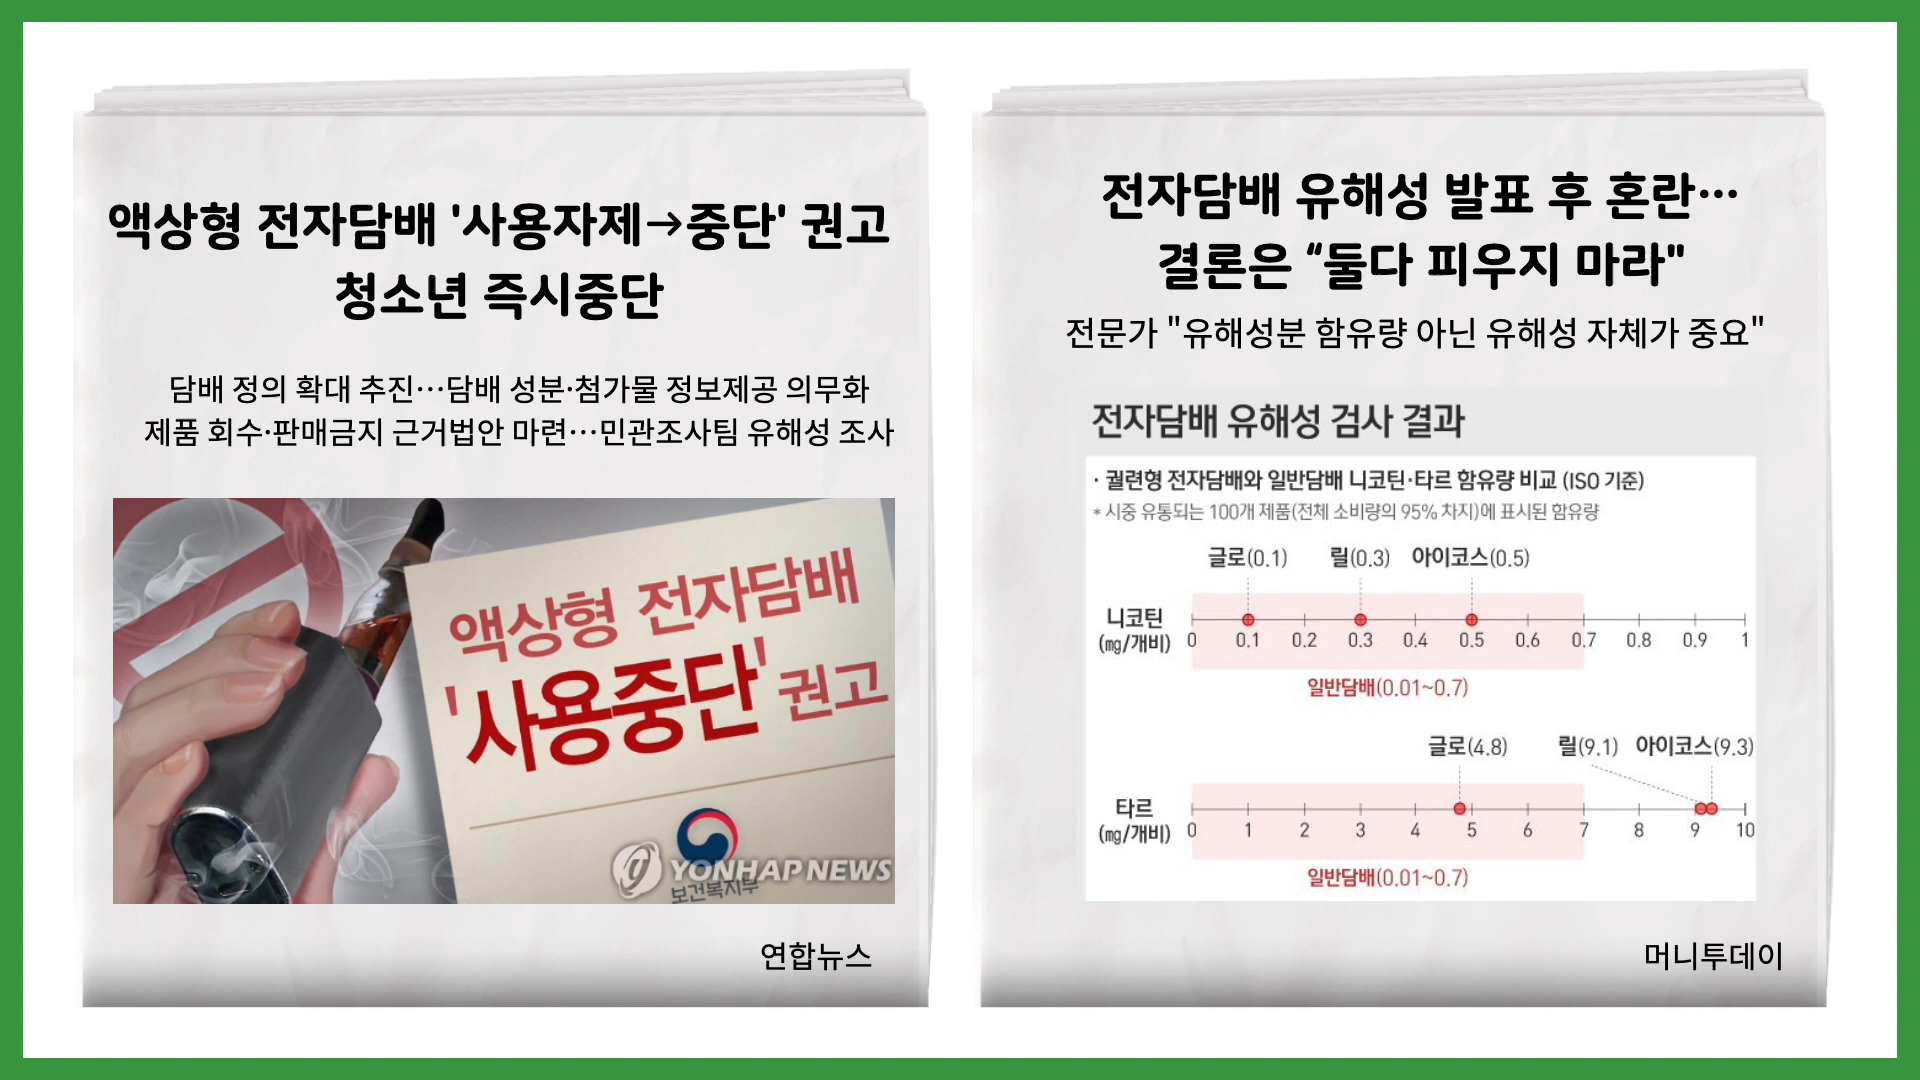 액상형 전자담배 '사용자제→중단' 권고
청소년 즉시중단
담배 정의 확대 추진…담배 성분·첨가물 정보제공 의무화
제품 회수·판매금지 근거법안 마련…민관조사팀 유해성 조사
액상형 전자담배
'사용중단' 권고
YONHAP NEWS
보건복지부
연합뉴스
전자담배 유해성 발표 후 혼란…
결론은 “둘다 피우지 마라"
전문가 "유해성분 함유량 아닌 유해성 자체가 중요"
전자담배 유해성 검사 결과
· 궐련형 전자담배와 일반담배 니코틴·타르 함유량 비교 (ISO 기준)
* 시중 유통되는 100개 제품(전체 소비량의 95% 차지)에 표시된 함유량
글로(0.1) 릴(0.3) 아이코스(0.5)
니코틴
(㎎/개비)
0 0.1 0.2 0.3 0.4 0.5 0.6 0.7 0.8 0.9 1
일반담배(0.01~0.7)
글로(4.8) 릴(9.1) 아이코스(9.3)
타르
(㎎/개비)
0 1 2 3 4 5 6 7 8 9 10
일반담배(0.01~0.7)
머니투데이